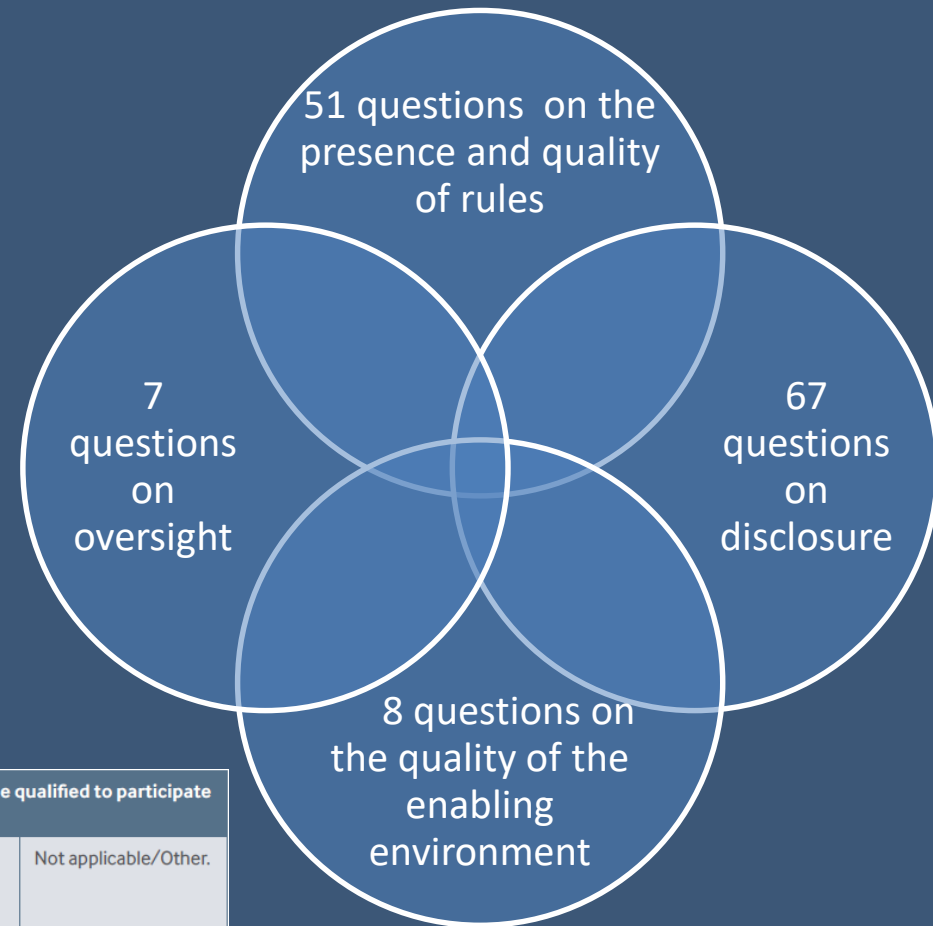 51 questions on the
presence and quality
of rules
7
questions
on
oversight
67
questions
on
disclosure
8 questions on
the quality of the
enabling
environment
e qualified to participate
Not applicable/Other.